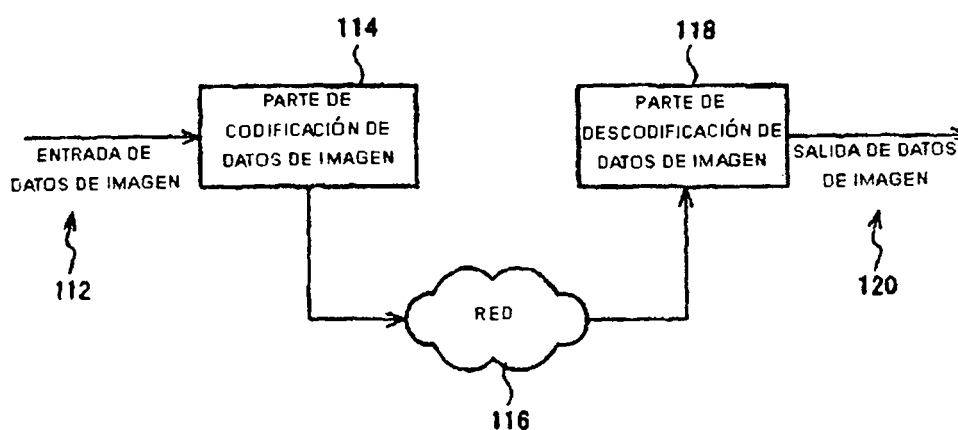 114
118
PARTE DE
CODIFICACIÓN DE
DATOS DE IMAGEN
PARTE DE
DESCODIFICACIÓN DE
DATOS DE IMAGEN
ENTRADA DE
DATOS DE IMAGEN
SALIDA DE DATOS
DE IMAGEN
112
120
RED
116